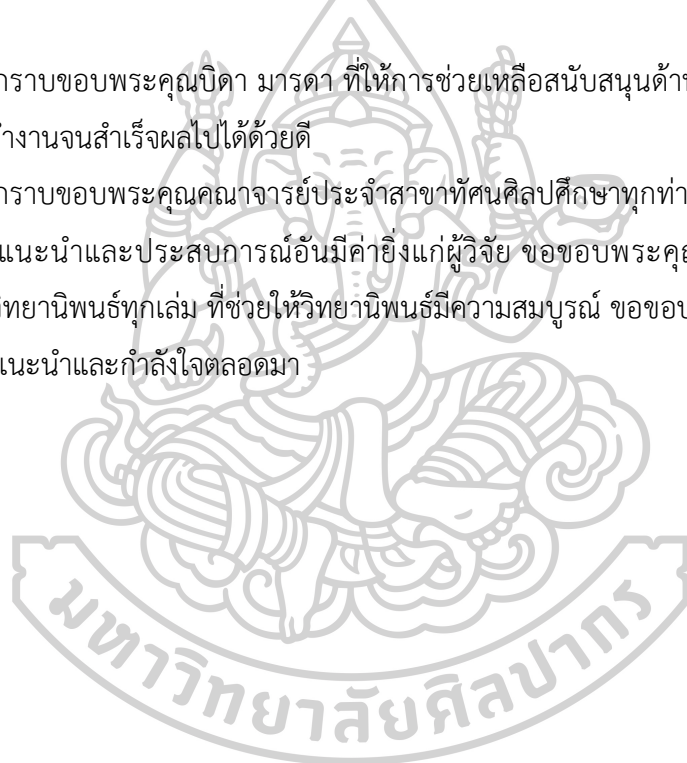 ราบขอบพระคุณบิดา มารดา ที่ให้การช่วยเหลือสนับสนุนด้าน
ทำงานจนสำเร็จผลไปได้ด้วยดี
ราบขอบพระคุณคณาจารย์ประจำสาขาทัศนศิลปศึกษาทุกท่า
แนะนำและประสบการณ์อันมีค่ายิ่งแก่ผู้วิจัย ขอขอบพระคุ
วิทยานิพนธ์ทุกเล่ม ที่ช่วยให้วิทยานิพนธ์มีความสมบูรณ์ ขอขอบ
แนะนำและกำลังใจตลอดมา
มหาวิทยาลัยศิลปากร